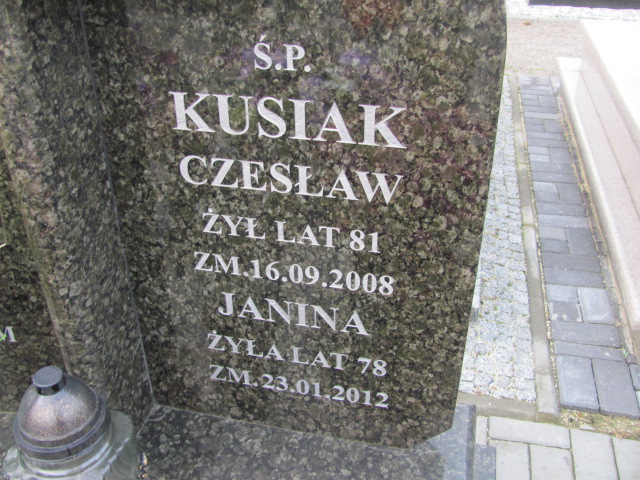 Ś.P.
KUSIAK
CZESŁAW
ŻYŁ LAT 81
ZM.16.09.2008
JANINA
ŻYŁA LAT 78
ZM.23.01.2012
M